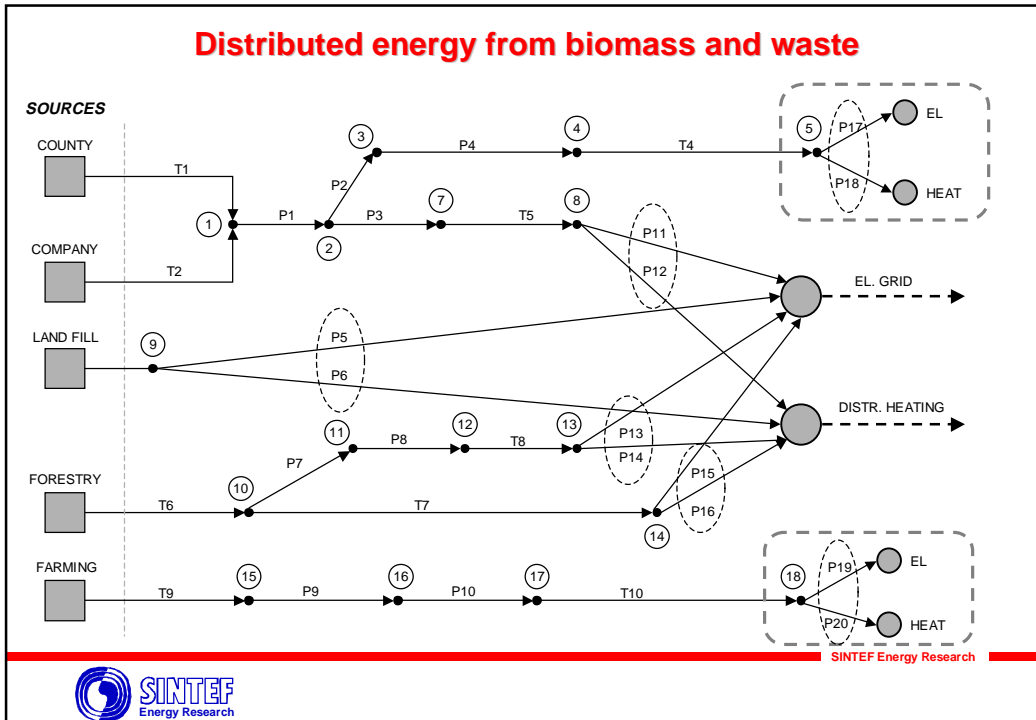 Distributed energy from biomass and waste
SOURCES
COUNTY
T1
COMPANY
T2
1
P1
2
P2
3
P4
4
T4
5
P17
EL
P18
HEAT
P3
7
T5
8
P11
P12
EL. GRID
LAND FILL
9
P5
P6
DISTR. HEATING
FORESTRY
T6
10
P7
11
P8
12
T8
13
P13
P14
T7
14
P15
P16
FARMING
T9
15
P9
16
P10
17
T10
18
P19
EL
P20
HEAT
SINTEF Energy Research
SINTEF
Energy Research